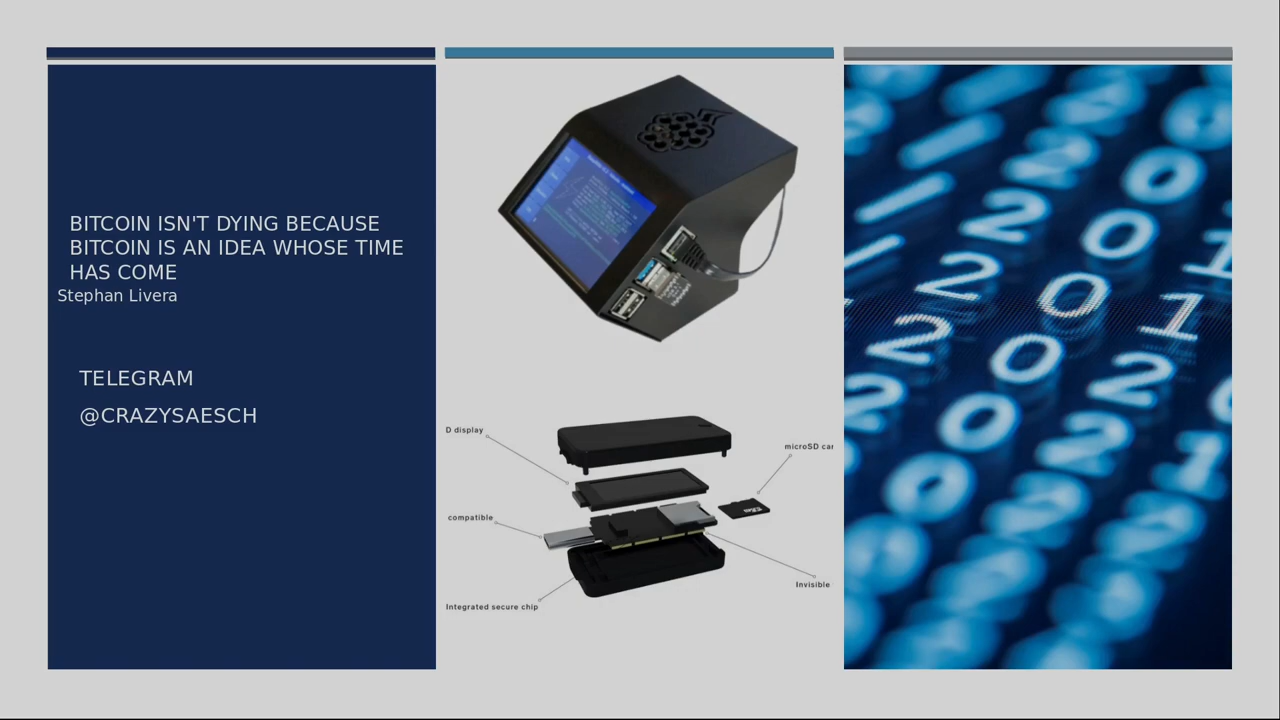 BITCOIN ISN'T DYING BECAUSE
BITCOIN IS AN IDEA WHOSE TIME
HAS COME
Stephan Livera
TELEGRAM
@CRAZYSAESCH
D display
microSD car
compatible
Invisible
Integrated secure chip